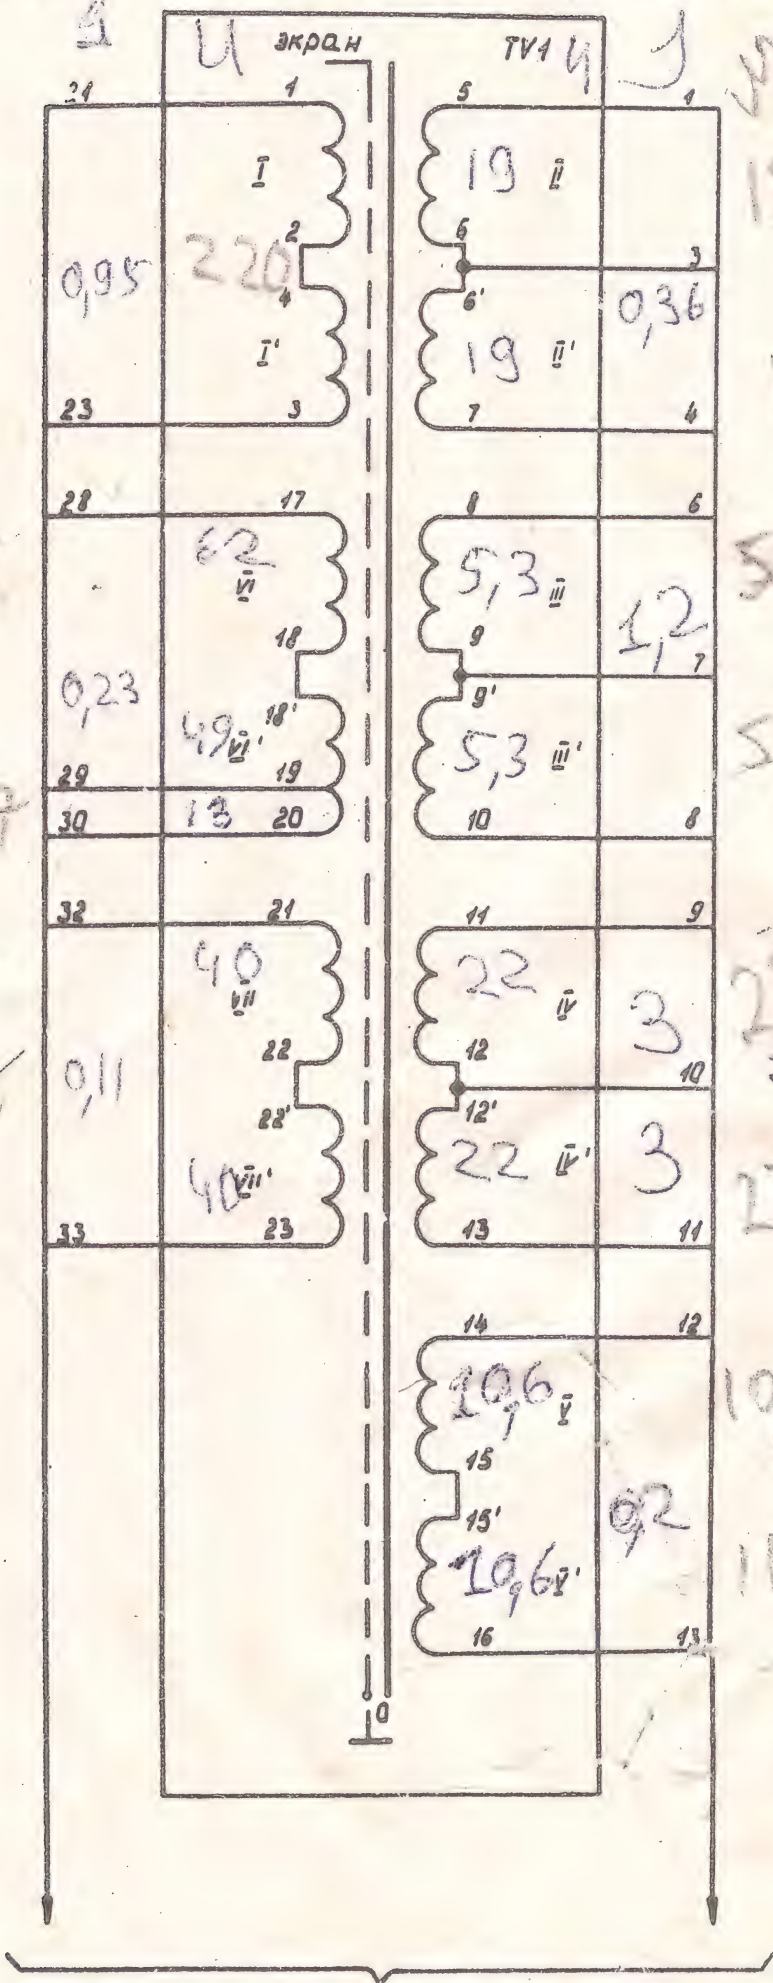 U экран TV1 U J
21 1 5 1
I 19 II
2 6 3
0,95 220 0,36
4 6'
I' 19 II'
23 3 7 4
28 17 8 6
62 5,3 III
VI
18 9 1,2 7
0,23 18' 9'
49 VI' 5,3 III'
29 19
30 13 20 10 8
32 21 11 9
40 22 IV 3
VII
22 12 10
0,11 22' 12'
40 VII' 22 IV' 3
33 23 13 11
14 12
10,6 V
15
15' 0,2
10,6 V'
16 13